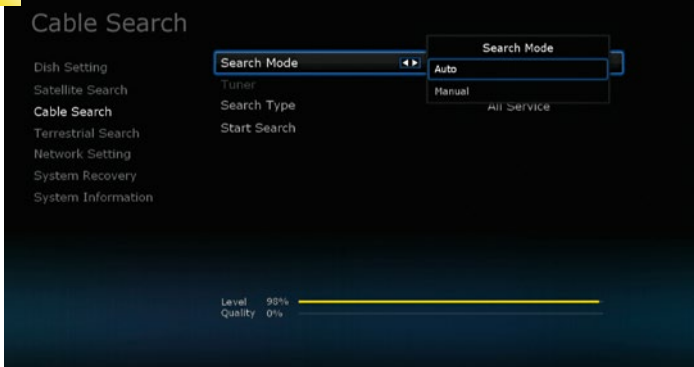 Cable Search
Dish Setting
Satellite Search
Cable Search
Terrestrial Search
Network Setting
System Recovery
System Information
Search Mode
Tuner
Search Type
All Service
Start Search
Search Mode
Auto
Manual
Level 98%
Quality 0%